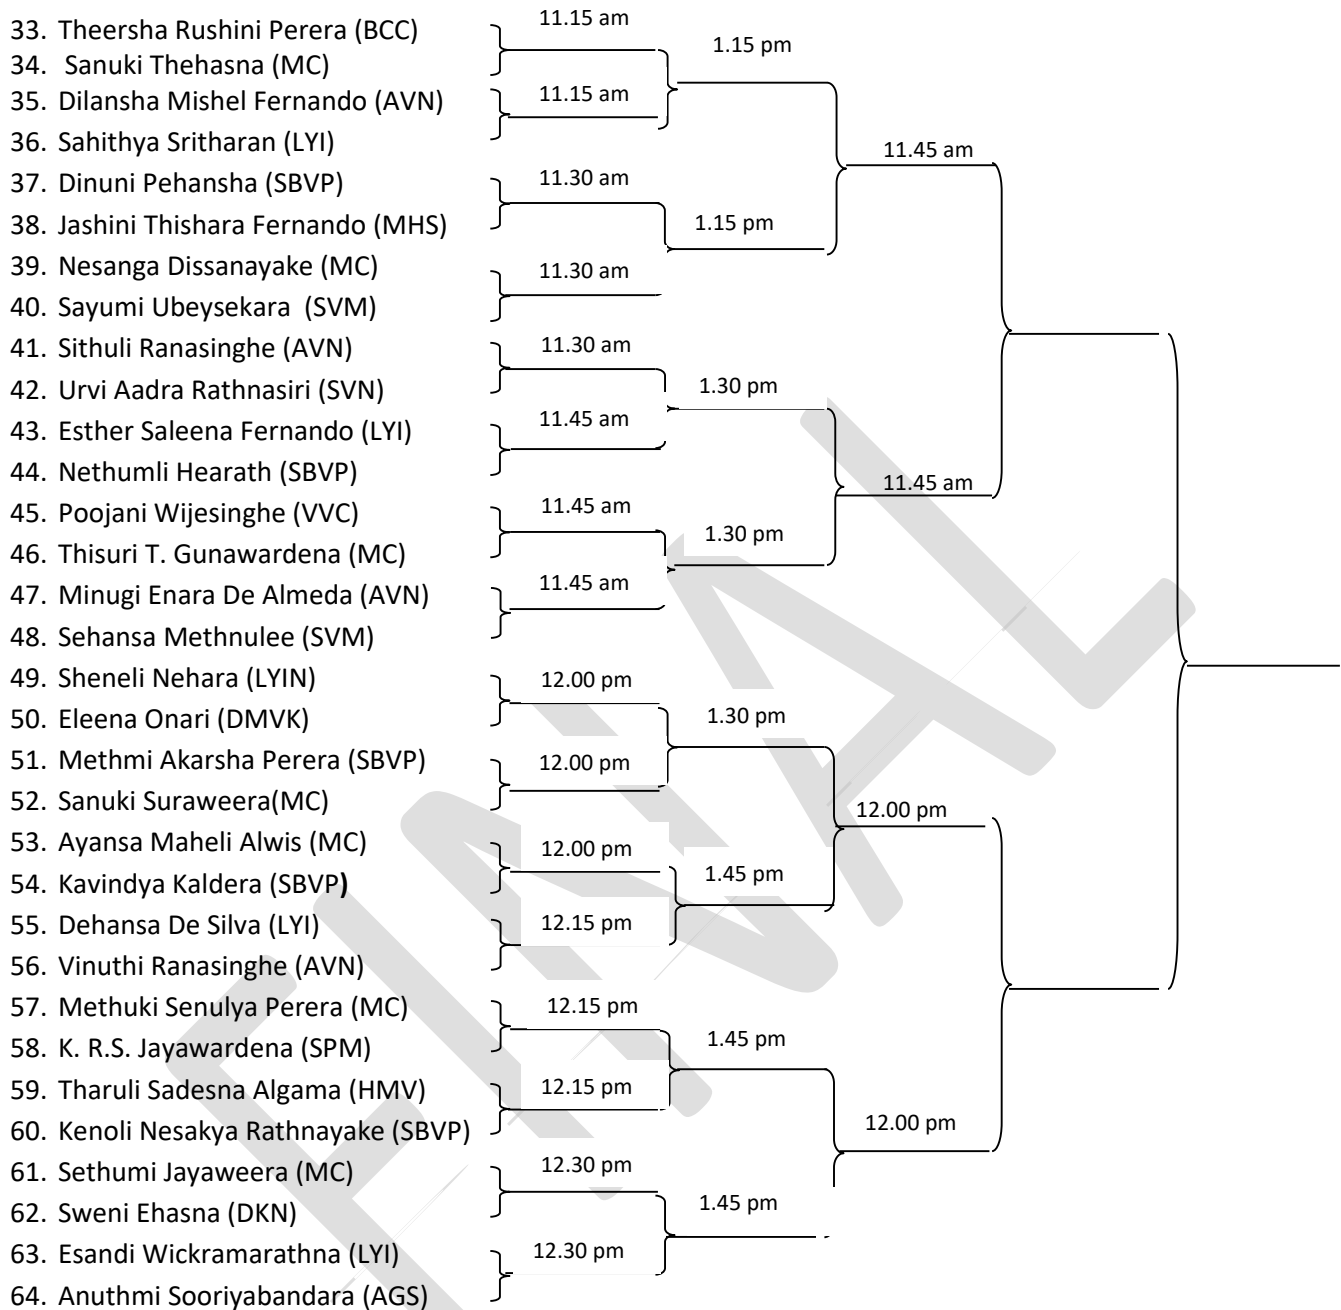 33. Theersha Rushini Perera (BCC)
34. Sanuki Thehasna (MC)
35. Dilansha Mishel Fernando (AVN)
36. Sahithya Sritharan (LYI)
37. Dinuni Pehansha (SBVP)
38. Jashini Thishara Fernando (MHS)
39. Nesanga Dissanayake (MC)
40. Sayumi Ubeysekara (SVM)
41. Sithuli Ranasinghe (AVN)
42. Urvi Aadra Rathnasiri (SVN)
43. Esther Saleena Fernando (LYI)
44. Nethumli Hearath (SBVP)
45. Poojani Wijesinghe (VVC)
46. Thisuri T. Gunawardena (MC)
47. Minugi Enara De Almeda (AVN)
48. Sehansa Methnulee (SVM)
49. Sheneli Nehara (LYIN)
50. Eleena Onari (DMVK)
51. Methmi Akarsha Perera (SBVP)
52. Sanuki Suraweera(MC)
53. Ayansa Maheli Alwis (MC)
54. Kavindya Kaldera (SBVP)
55. Dehansa De Silva (LYI)
56. Vinuthi Ranasinghe (AVN)
57. Methuki Senulya Perera (MC)
58. K. R.S. Jayawardena (SPM)
59. Tharuli Sadesna Algama (HMV)
60. Kenoli Nesakya Rathnayake (SBVP)
61. Sethumi Jayaweera (MC)
62. Sweni Ehasna (DKN)
63. Esandi Wickramarathna (LYI)
64. Anuthmi Sooriyabandara (AGS)
11.15 am
11.15 am
11.30 am
11.30 am
11.30 am
11.45 am
11.45 am
11.45 am
12.00 pm
12.00 pm
12.00 pm
12.15 pm
12.15 pm
12.15 pm
12.30 pm
12.30 pm
1.15 pm
1.15 pm
1.30 pm
1.30 pm
1.30 pm
1.45 pm
1.45 pm
1.45 pm
11.45 am
11.45 am
12.00 pm
12.00 pm
FINAL